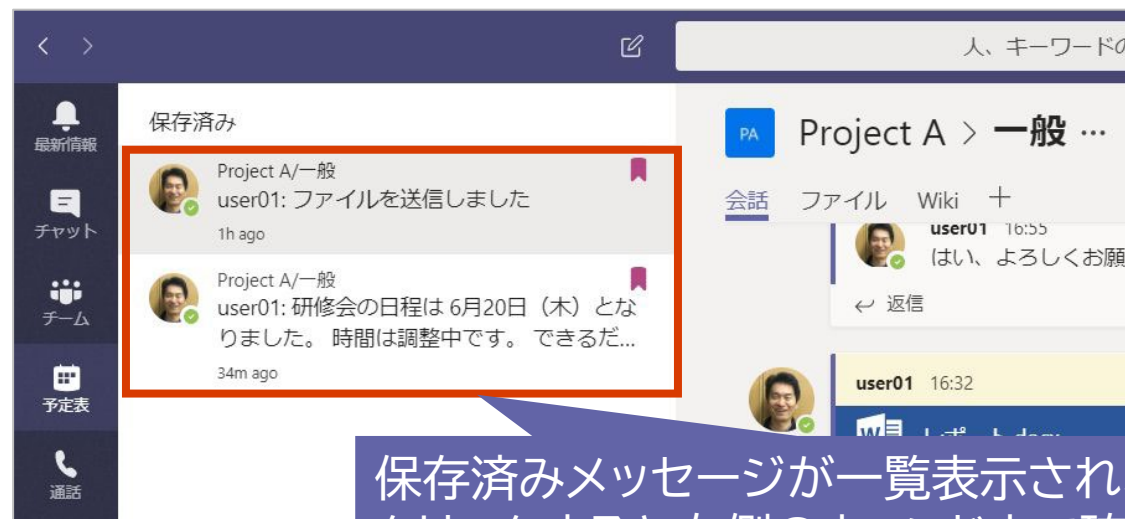 人、キーワードの
最新情報
チャット
チーム
予定表
通話
保存済み
Project A/一般
user01: ファイルを送信しました
1h ago
Project A/一般
user01: 研修会の日程は 6月20日（木）とな
りました。 時間は調整中です。 できるだ...
34m ago
PA Project A > 一般 …
会話 ファイル Wiki +
user01 16:55
はい、よろしくお願
返信
user01 16:32
保存済みメッセージが一覧表示され